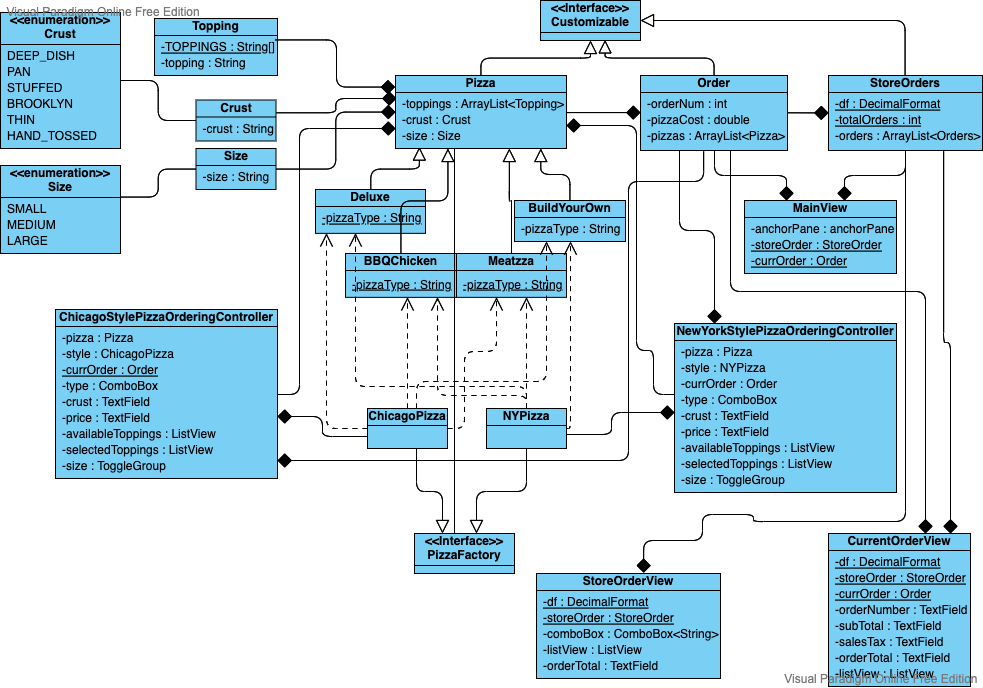 Visual Paradigm Online Free Edition
<<enumeration>>
Crust
DEEP_DISH
PAN
STUFFED
BROOKLYN
THIN
HAND_TOSSED
Topping
-TOPPINGS : String[]
-topping : String
<<Interface>>
Customizable
Crust
-crust : String
Size
-size : String
<<enumeration>>
Size
SMALL
MEDIUM
LARGE
Pizza
-toppings : ArrayList<Topping>
-crust : Crust
-size : Size
Order
-orderNum : int
-pizzaCost : double
-pizzas : ArrayList<Pizza>
StoreOrders
-df : DecimalFormat
-totalOrders : int
-orders : ArrayList<Orders>
Deluxe
-pizzaType : String
BuildYourOwn
-pizzaType : String
MainView
-anchorPane : anchorPane
-storeOrder : StoreOrder
-currOrder : Order
BBQChicken
-pizzaType : String
Meatzza
-pizzaType : String
ChicagoStylePizzaOrderingController
-pizza : Pizza
-style : ChicagoPizza
-currOrder : Order
-type : ComboBox
-crust : TextField
-price : TextField
-availableToppings : ListView
-selectedToppings : ListView
-size : ToggleGroup
NewYorkStylePizzaOrderingController
-pizza : Pizza
-style : NYPizza
-currOrder : Order
-type : ComboBox
-crust : TextField
-price : TextField
-availableToppings : ListView
-selectedToppings : ListView
-size : ToggleGroup
ChicagoPizza
NYPizza
<<Interface>>
PizzaFactory
StoreOrderView
-df : DecimalFormat
-storeOrder : StoreOrder
-comboBox : ComboBox<String>
-listView : ListView
-orderTotal : TextField
CurrentOrderView
-df : DecimalFormat
-storeOrder : StoreOrder
-currOrder : Order
-orderNumber : TextField
-subTotal : TextField
-salesTax : TextField
-orderTotal : TextField
-listView : ListView
Visual Paradigm Online Free Edition